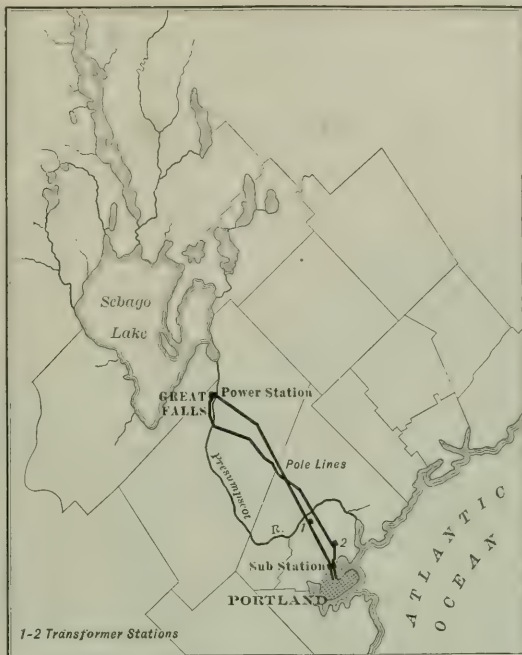 Sebago
Lake
GREAT
FALLS
Power Station
Pole Lines
Presumpscot
R.
1
2
Sub Station
PORTLAND
ATLANTIC
OCEAN
1-2 Transformer Stations